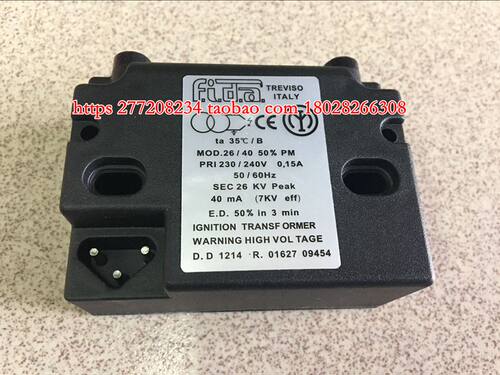 f.i.d.a.
TREVISO
ITALY
https 277208234 taobao com 18028266308
CE
ta 35℃/B
MOD.26/40 50% PM
PRI 230/240V 0,15A
50/60Hz
SEC 26 KV Peak
40 mA (7KV eff)
E.D. 50% in 3 min
IGNITION TRANSFORMER
WARNING HIGH VOLTAGE
D.D 1214 R. 01627 09454